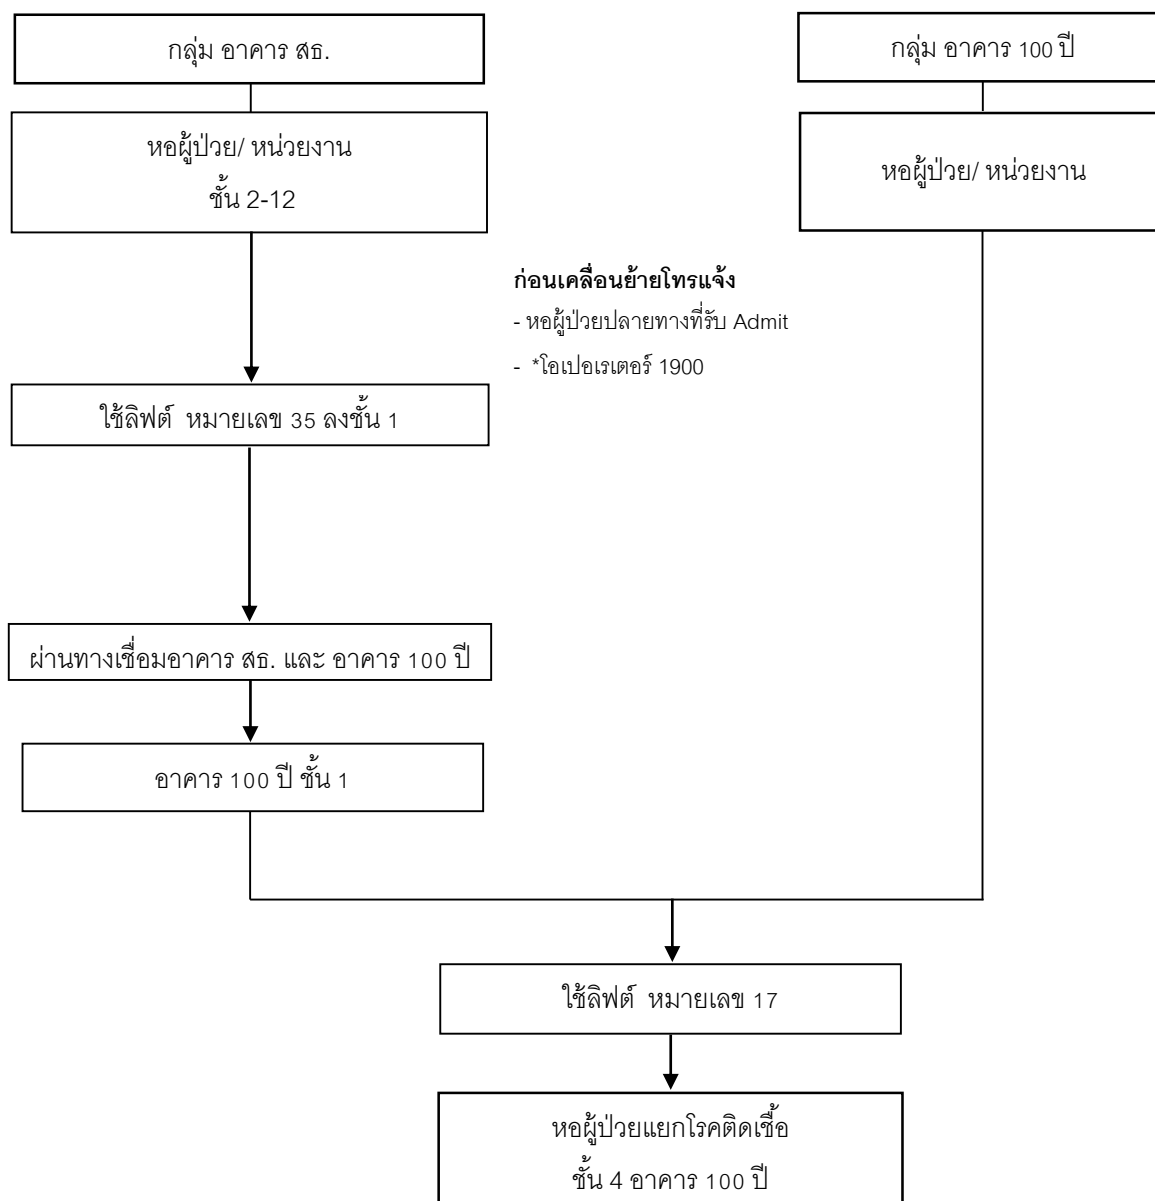 กลุ่ม อาคาร สธ.
กลุ่ม อาคาร 100 ปี
หอผู้ป่วย/ หน่วยงาน
ชั้น 2-12
หอผู้ป่วย/ หน่วยงาน
ก่อนเคลื่อนย้ายโทรแจ้ง
- หอผู้ป่วยปลายทางที่รับ Admit
- *โอเปอเรเตอร์ 1900
ใช้ลิฟต์ หมายเลข 35 ลงชั้น 1
ผ่านทางเชื่อมอาคาร สธ. และ อาคาร 100 ปี
อาคาร 100 ปี ชั้น 1
ใช้ลิฟต์ หมายเลข 17
หอผู้ป่วยแยกโรคติดเชื้อ
ชั้น 4 อาคาร 100 ปี